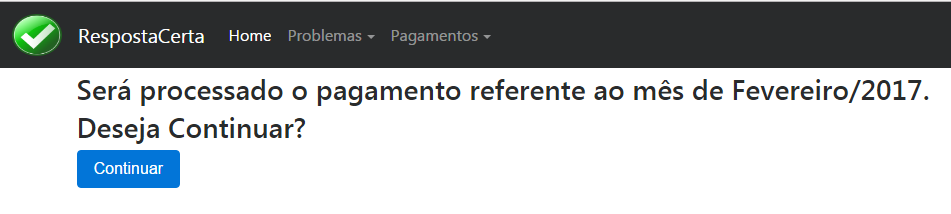 RespostaCerta Home Problemas Pagamentos
Será processado o pagamento referente ao mês de Fevereiro/2017.
Deseja Continuar?
Continuar